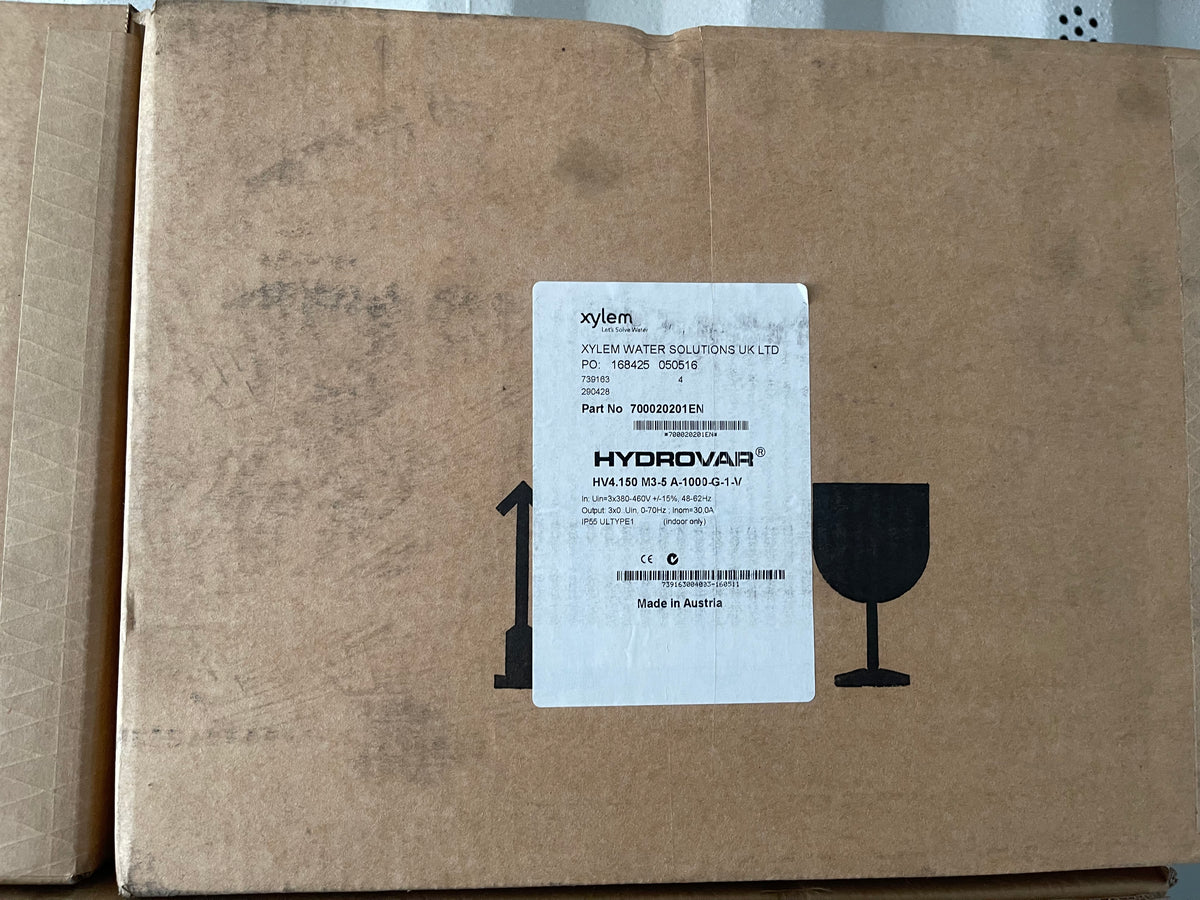 xylem
Let's Solve Water
XYLEM WATER SOLUTIONS UK LTD
PO: 168425 050516
739163 4
290428
Part No 700020201EN
*700020201EN*
HYDROVAR®
HV4.150 M3-5 A-1000-G-1-V
In: Uin=3x380-460V +/-15%, 48-62Hz
Output: 3x0..Uin, 0-70Hz ; Inom=30,0A
IP55 ULTYPE1 (indoor only)
CE
739163004003-160511
Made in Austria